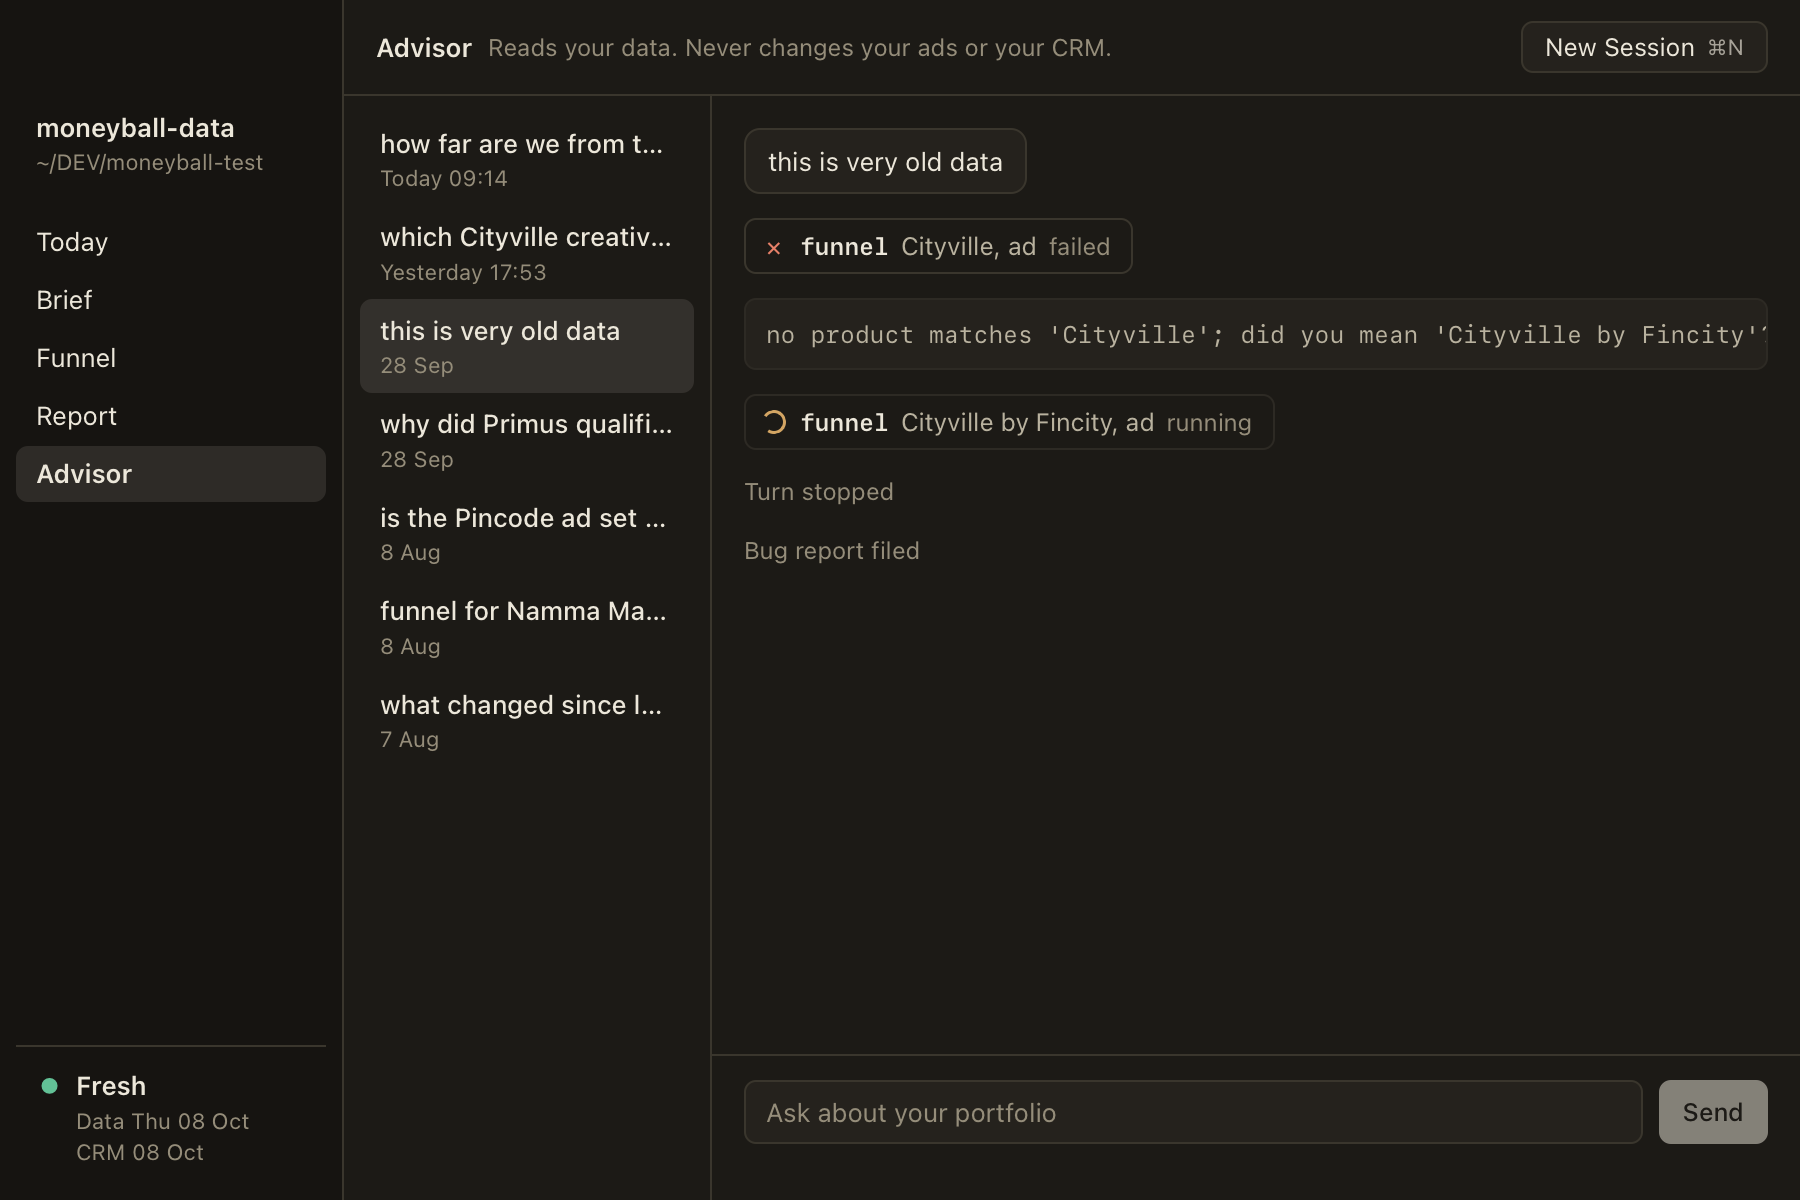 Advisor Reads your data. Never changes your ads or your CRM.
New Session ⌘N
moneyball-data
~/DEV/moneyball-test
Today
Brief
Funnel
Report
Advisor
Fresh
Data Thu 08 Oct
CRM 08 Oct
how far are we from t...
Today 09:14
which Cityville creativ...
Yesterday 17:53
this is very old data
28 Sep
why did Primus qualifi...
28 Sep
is the Pincode ad set ...
8 Aug
funnel for Namma Ma...
8 Aug
what changed since l...
7 Aug
this is very old data
× funnel Cityville, ad failed
no product matches 'Cityville'; did you mean 'Cityville by Fincity'?
funnel Cityville by Fincity, ad running
Turn stopped
Bug report filed
Ask about your portfolio
Send